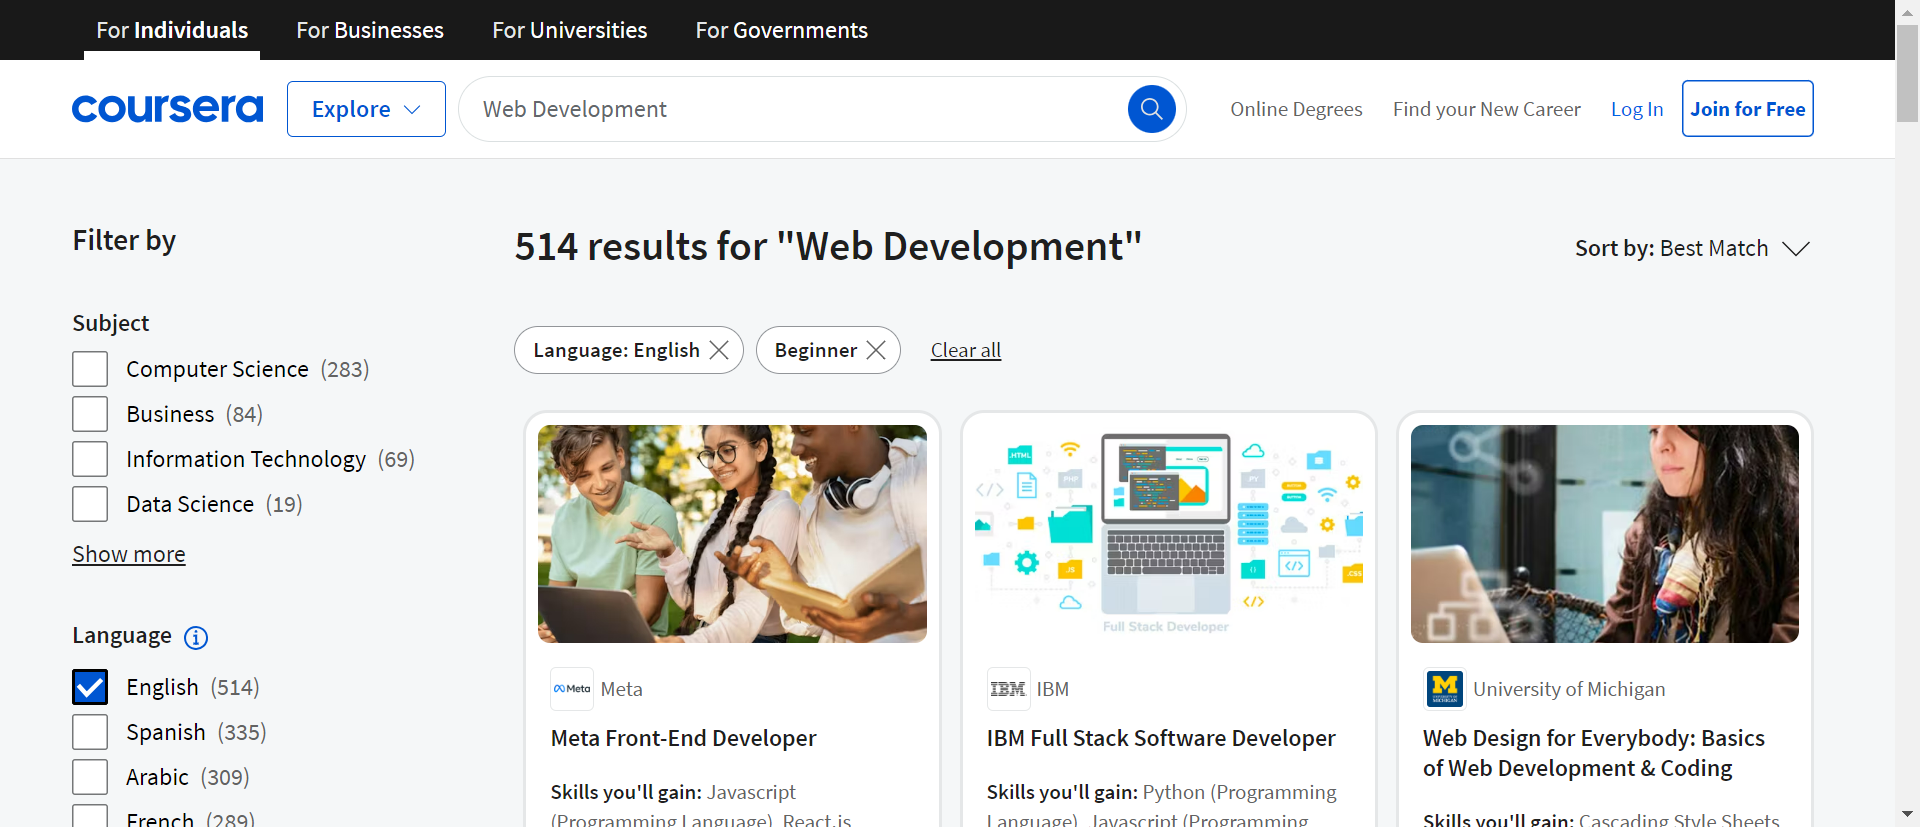 For Individuals
For Businesses
For Universities
For Governments
coursera
Explore
Web Development
Online Degrees
Find your New Career
Log In
Join for Free
Filter by
514 results for "Web Development"
Sort by: Best Match
Subject
Computer Science (283)
Business (84)
Information Technology (69)
Data Science (19)
Show more
Language
English (514)
Spanish (335)
Arabic (309)
French (289)
Language: English
Beginner
Clear all
Meta
Meta
Meta Front-End Developer
Skills you'll gain: Javascript
(Programming Language), React.js
.HTML
PHP
.JS
.PY
.CSS
Full Stack Developer
IBM
IBM
IBM Full Stack Software Developer
Skills you'll gain: Python (Programming
Language), Javascript (Programming
M
University of Michigan
Web Design for Everybody: Basics
of Web Development & Coding
Skills you'll gain: Cascading Style Sheets